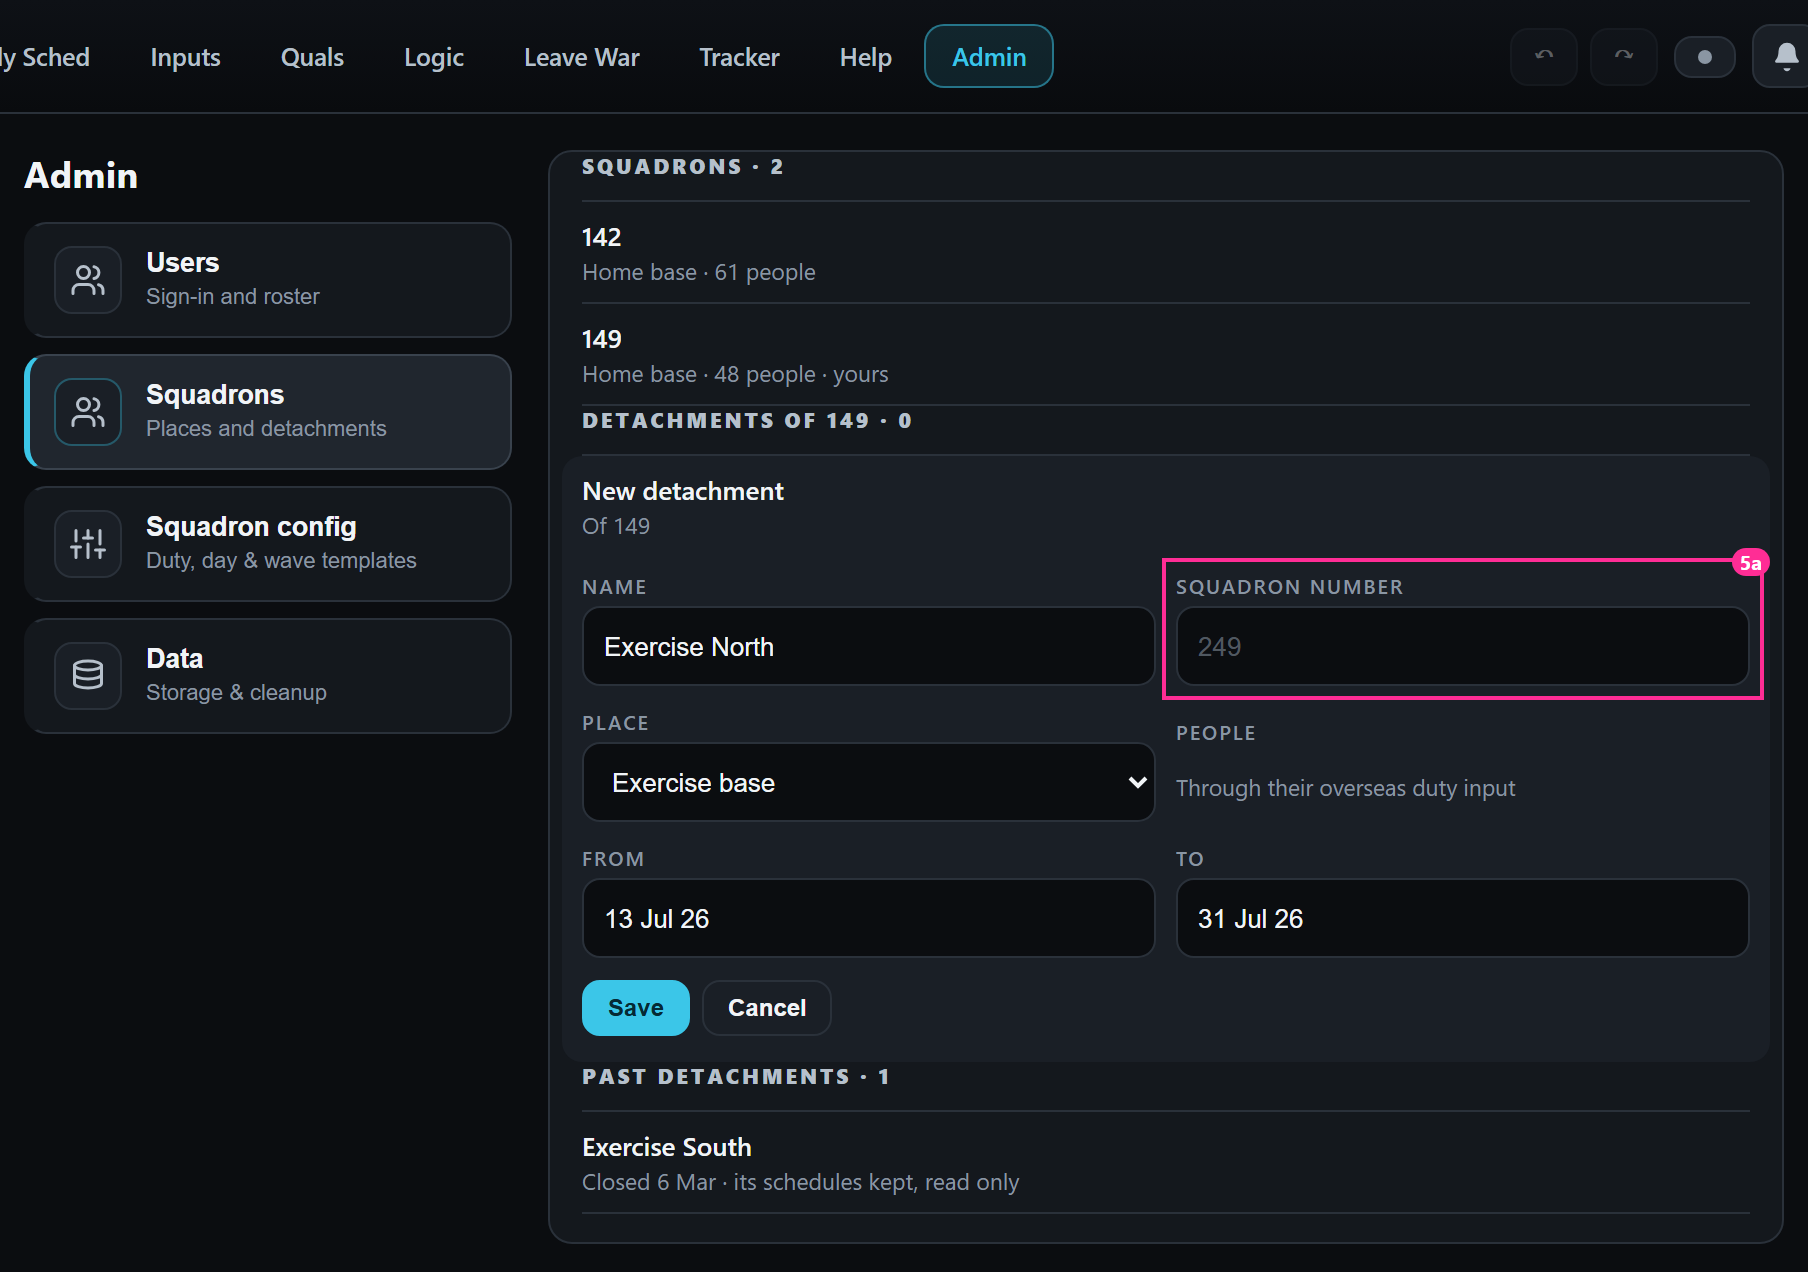 ly Sched
Inputs
Quals
Logic
Leave War
Tracker
Help
Admin
Admin
Users
Sign-in and roster
Squadrons
Places and detachments
Squadron config
Duty, day & wave templates
Data
Storage & cleanup
SQUADRONS · 2
142
Home base · 61 people
149
Home base · 48 people · yours
DETACHMENTS OF 149 · 0
New detachment
Of 149
NAME
Exercise North
SQUADRON NUMBER
5a
249
PLACE
Exercise base
PEOPLE
Through their overseas duty input
FROM
13 Jul 26
TO
31 Jul 26
Save
Cancel
PAST DETACHMENTS · 1
Exercise South
Closed 6 Mar · its schedules kept, read only